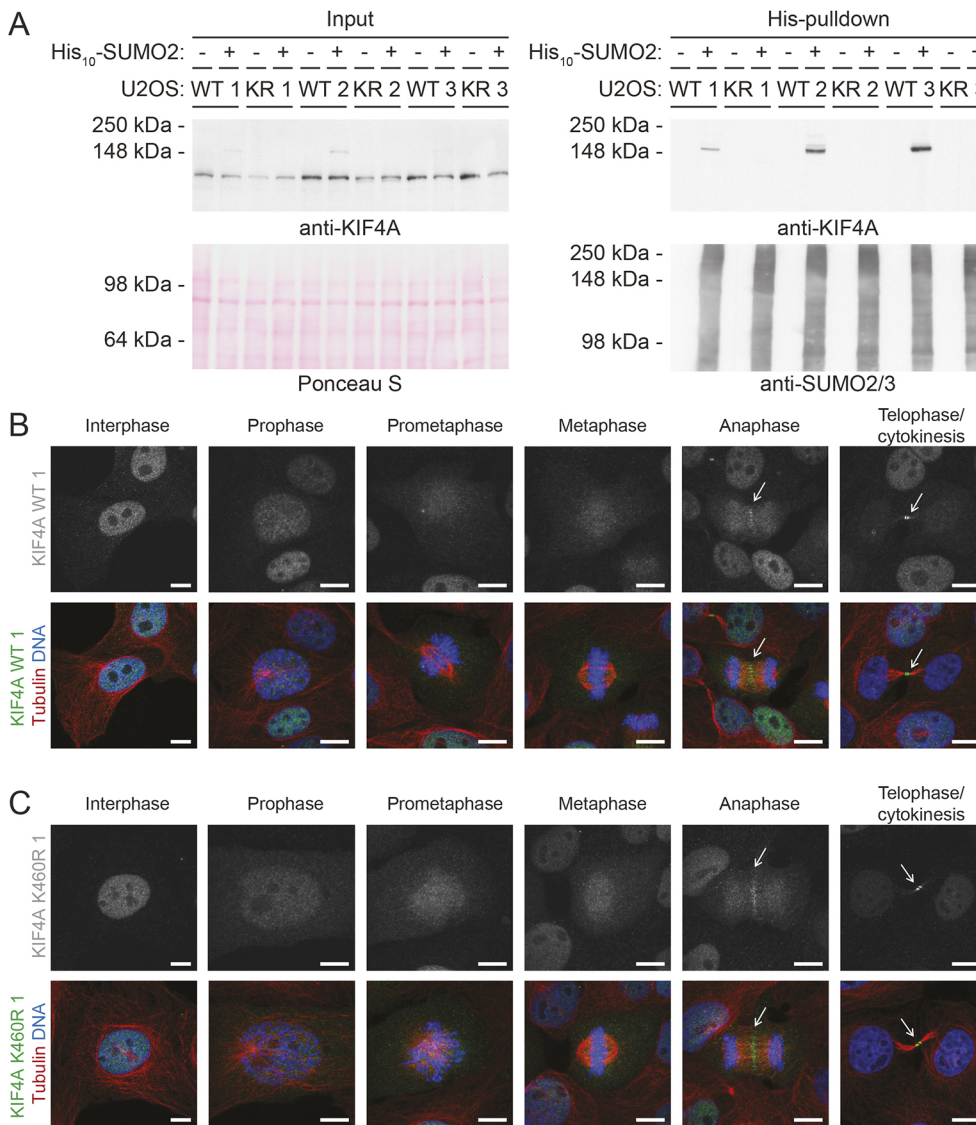 A
Input
His10-SUMO2: - + - + - + - + - + - +
U2OS: WT 1 KR 1 WT 2 KR 2 WT 3 KR 3
250 kDa -
148 kDa -
anti-KIF4A
98 kDa -
64 kDa -
Ponceau S
His-pulldown
His10-SUMO2: - + - + - + - + - + -
U2OS: WT 1 KR 1 WT 2 KR 2 WT 3 KR 3
250 kDa -
148 kDa -
anti-KIF4A
250 kDa -
148 kDa -
98 kDa -
anti-SUMO2/3
B
Interphase Prophase Prometaphase Metaphase Anaphase Telophase/
cytokinesis
KIF4A WT 1
KIF4A WT 1
Tubulin DNA
C
Interphase Prophase Prometaphase Metaphase Anaphase Telophase/
cytokinesis
KIF4A K460R 1
KIF4A K460R 1
Tubulin DNA